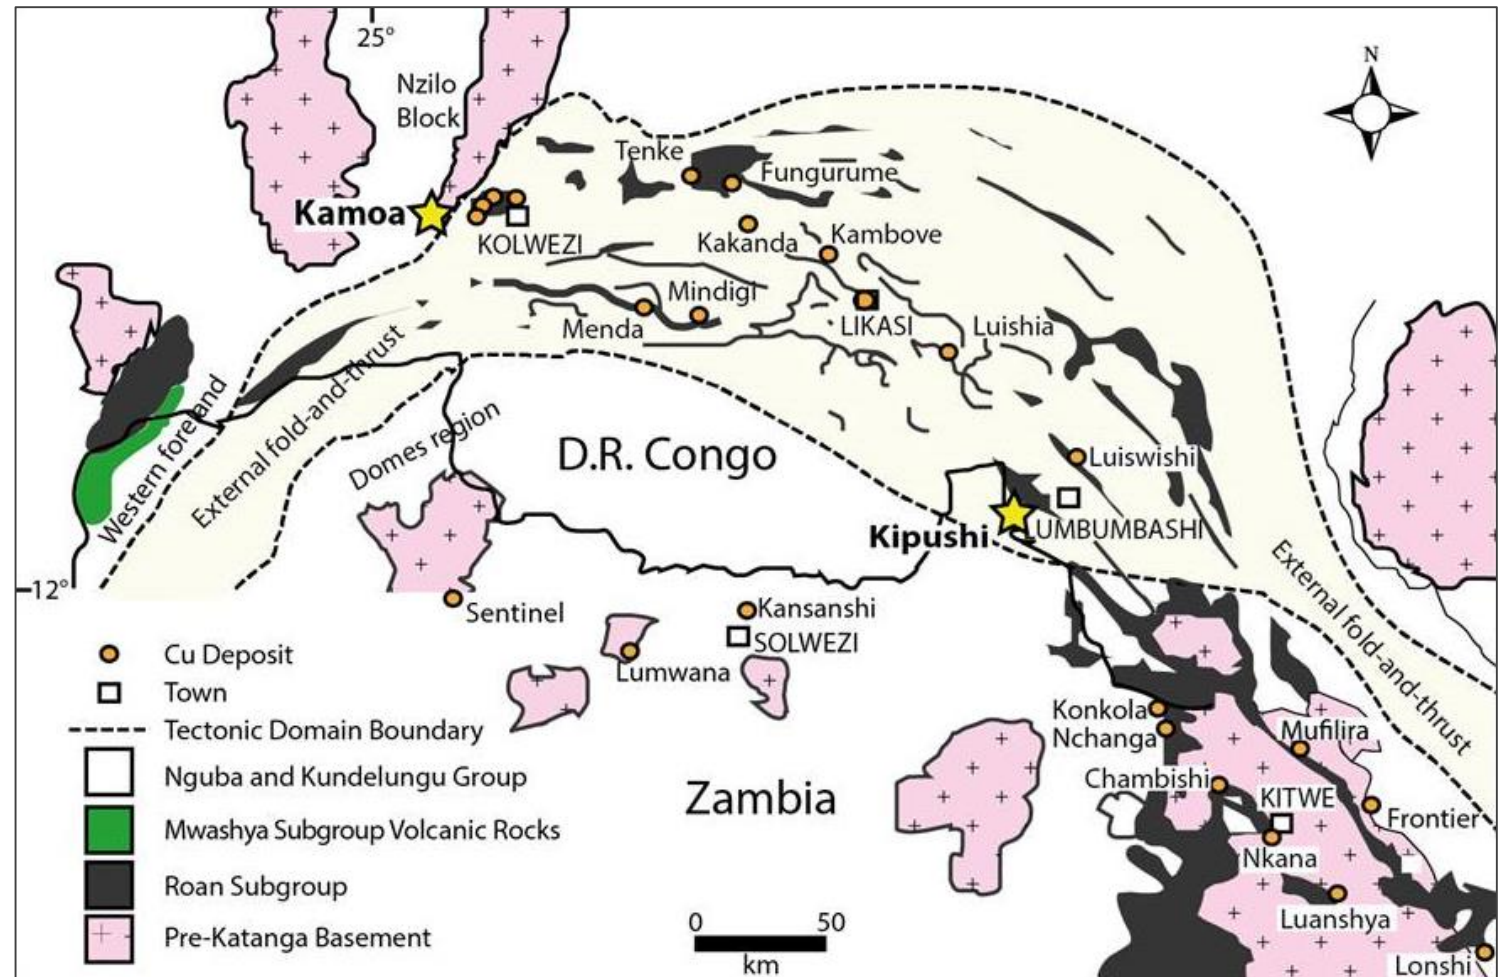 25°
N
Nzilo
Block
Tenke
Fungurume
Kamoa
KOLWEZI
Kakanda
Kambove
Mindigi
Menda
LIKASI
Luishia
Western foreland
External fold-and-thrust
Domes region
D.R. Congo
Luiswishi
Kipushi
LUMBUMBASHI
External fold-and-thrust
12°
Sentinel
Kansanshi
SOLWEZI
Lumwana
Konkola
Nchanga
Mufilira
Chambishi
KITWE
Frontier
Nkana
Luanshya
Lonshi
Zambia
Cu Deposit
Town
Tectonic Domain Boundary
Nguba and Kundelungu Group
Mwashya Subgroup Volcanic Rocks
Roan Subgroup
Pre-Katanga Basement
0 50
km